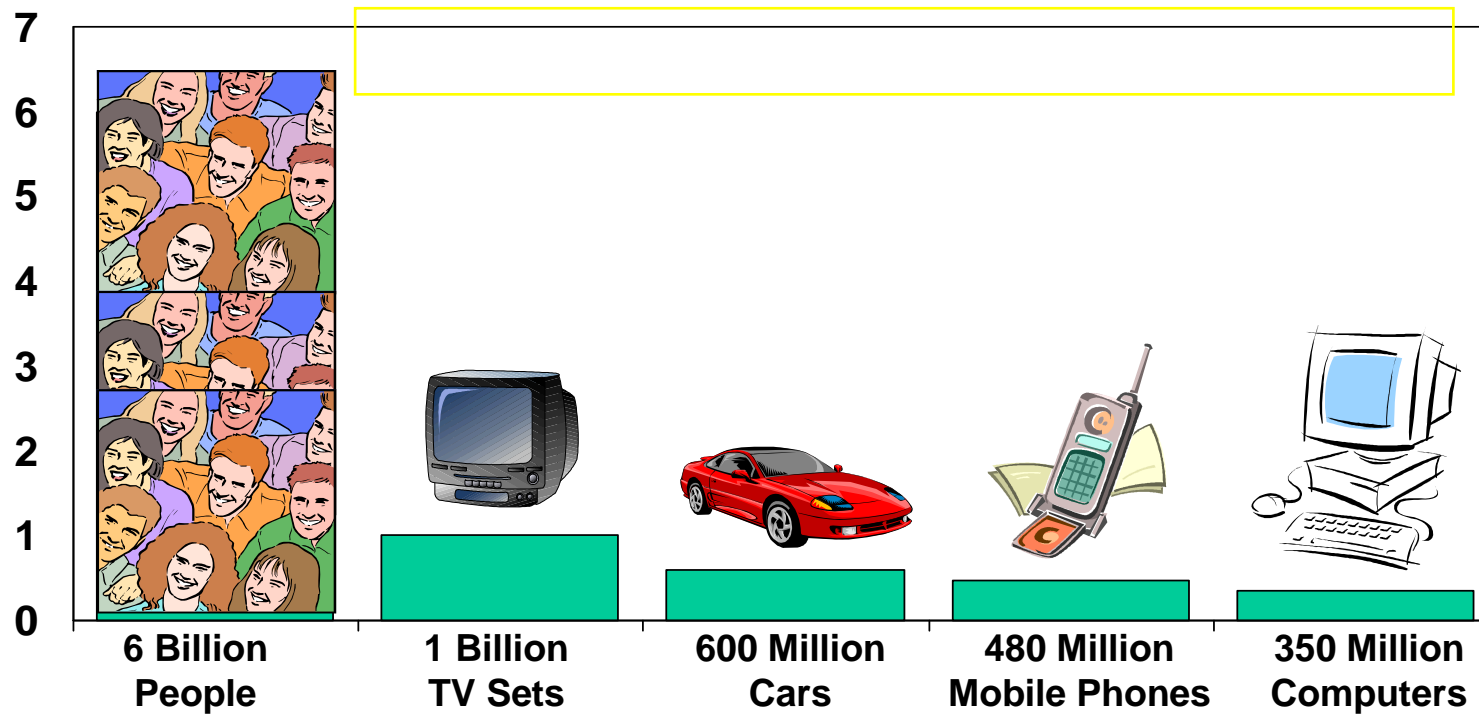 7
6
5
4
3
2
1
0
6 Billion
People
1 Billion
TV Sets
600 Million
Cars
480 Million
Mobile Phones
350 Million
Computers